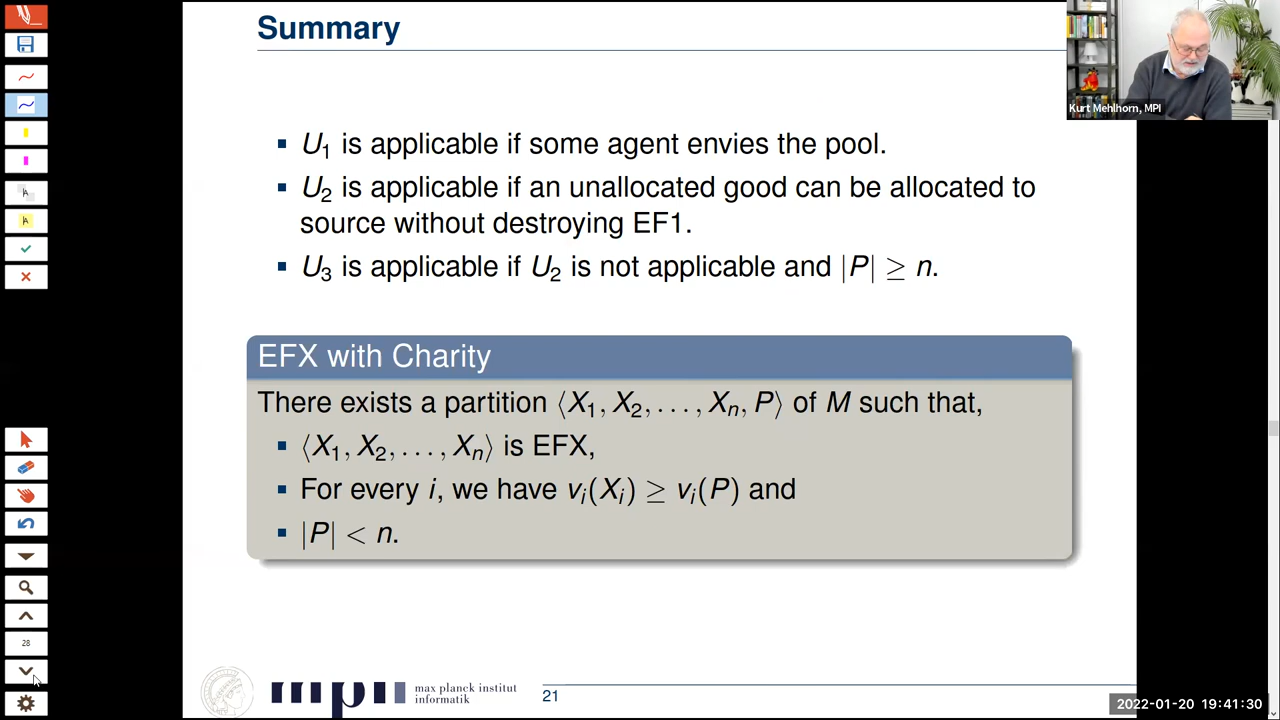 Summary
Kurt Mehlhorn, MPI
▪ U₁ is applicable if some agent envies the pool.
▪ U₂ is applicable if an unallocated good can be allocated to
source without destroying EF1.
▪ U₃ is applicable if U₂ is not applicable and |P| ≥ n.
EFX with Charity
There exists a partition ⟨X₁, X₂, . . . , Xₙ, P⟩ of M such that,
▪ ⟨X₁, X₂, . . . , Xₙ⟩ is EFX,
▪ For every i, we have vᵢ(Xᵢ) ≥ vᵢ(P) and
▪ |P| < n.
28
mpi max planck institut
informatik
21
2022-01-20 19:41:30